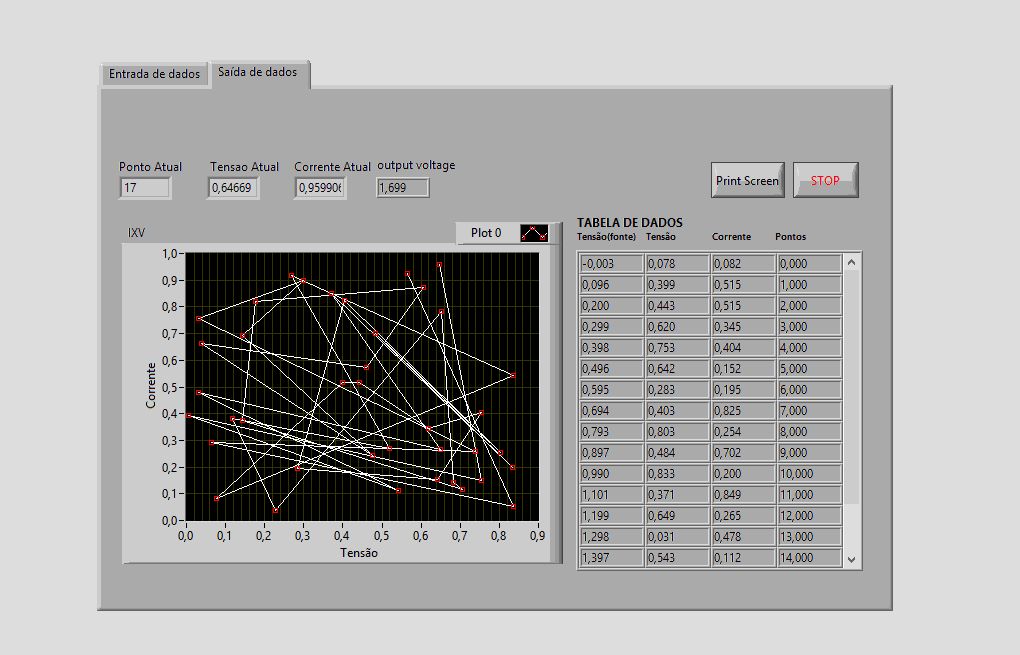 Entrada de dados Saída de dados
Ponto Atual Tensao Atual Corrente Atual output voltage
17 0,64669 0,959906 1,699
Print Screen STOP
IXV Plot 0
TABELA DE DADOS
Tensão(fonte) Tensão Corrente Pontos
-0,003 0,078 0,082 0,000
0,096 0,399 0,515 1,000
0,200 0,443 0,515 2,000
0,299 0,620 0,345 3,000
0,398 0,753 0,404 4,000
0,496 0,642 0,152 5,000
0,595 0,283 0,195 6,000
0,694 0,403 0,825 7,000
0,793 0,803 0,254 8,000
0,897 0,484 0,702 9,000
0,990 0,833 0,200 10,000
1,101 0,371 0,849 11,000
1,199 0,649 0,265 12,000
1,298 0,031 0,478 13,000
1,397 0,543 0,112 14,000
Corrente
1,0
0,9
0,8
0,7
0,6
0,5
0,4
0,3
0,2
0,1
0,0
0,0 0,1 0,2 0,3 0,4 0,5 0,6 0,7 0,8 0,9
Tensão